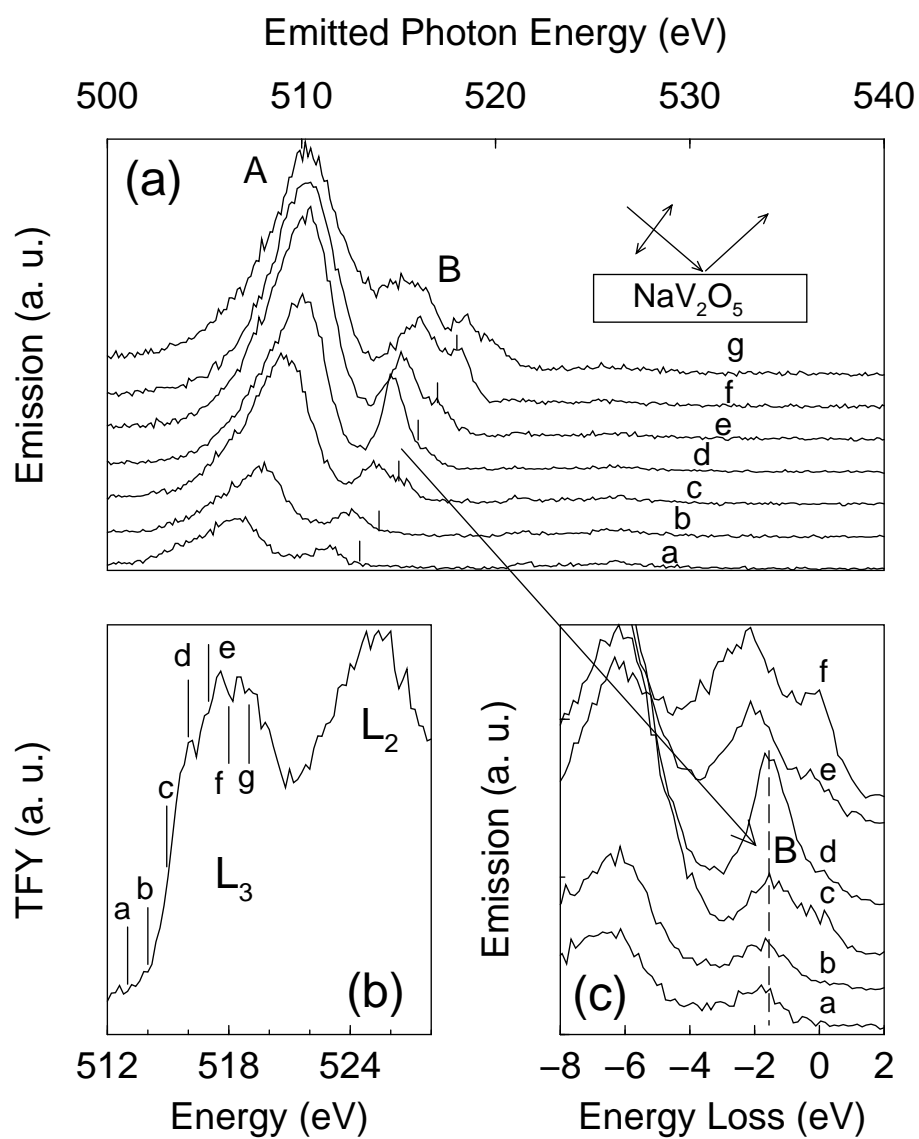 Emitted Photon Energy (eV)
500 510 520 530 540
Emission (a. u.)
(a)
A
B
NaV₂O₅
g
f
e
d
c
b
a
TFY (a. u.)
a b c d e
f g
L₃
L₂
(b)
512 518 524
Energy (eV)
Emission (a. u.)
f
e
d
B
c
b
a
(c)
−8 −6 −4 −2 0 2
Energy Loss (eV)